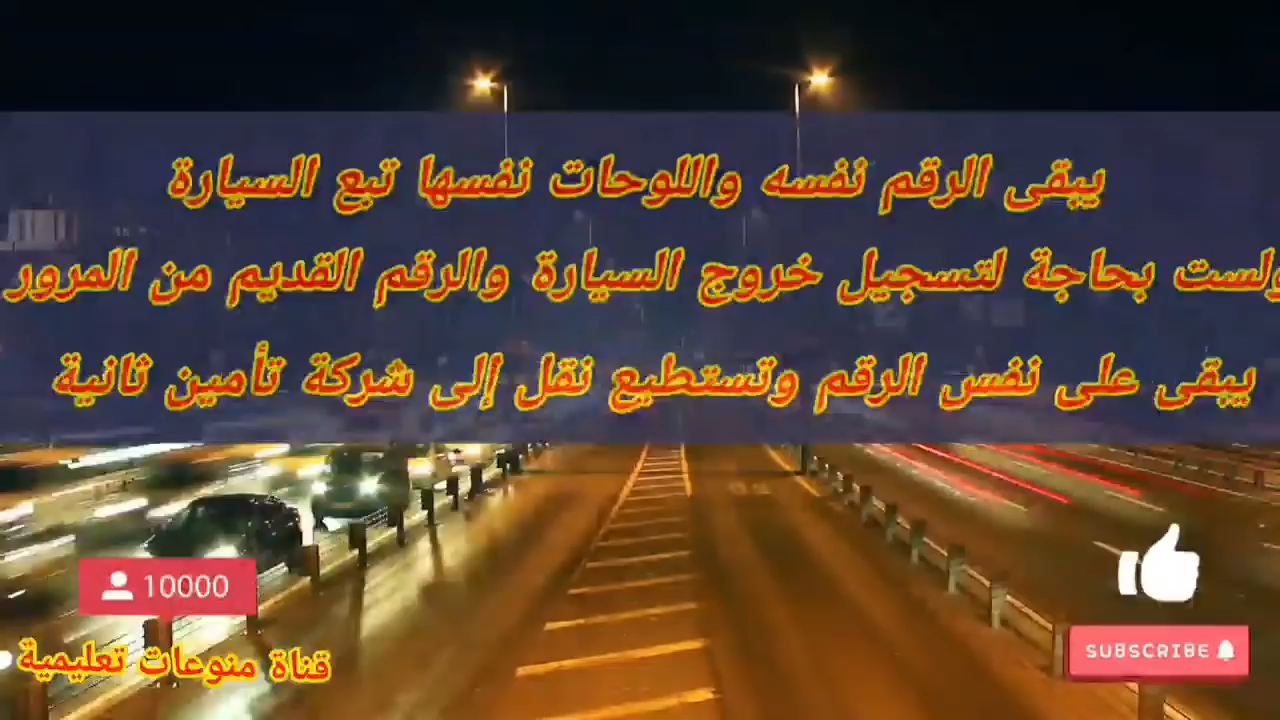 يبقى الرقم نفسه واللوحات نفسها تبع السيارة
ولست بحاجة لتسجيل خروج السيارة والرقم القديم من المرور
يبقى على نفس الرقم وتستطيع نقل إلى شركة تأمين ثانية
10000
SUBSCRIBE
قناة منوعات تعليمية